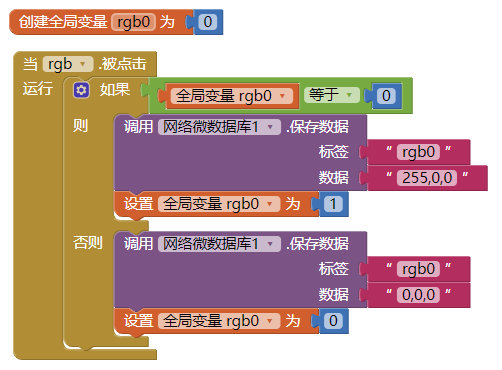 创建全局变量 rgb0 为 0
当 rgb .被点击
运行 如果 全局变量 rgb0 等于 0
则 调用 网络微数据库1 .保存数据
标签 “ rgb0 ”
数据 “ 255,0,0 ”
设置 全局变量 rgb0 为 1
否则 调用 网络微数据库1 .保存数据
标签 “ rgb0 ”
数据 “ 0,0,0 ”
设置 全局变量 rgb0 为 0